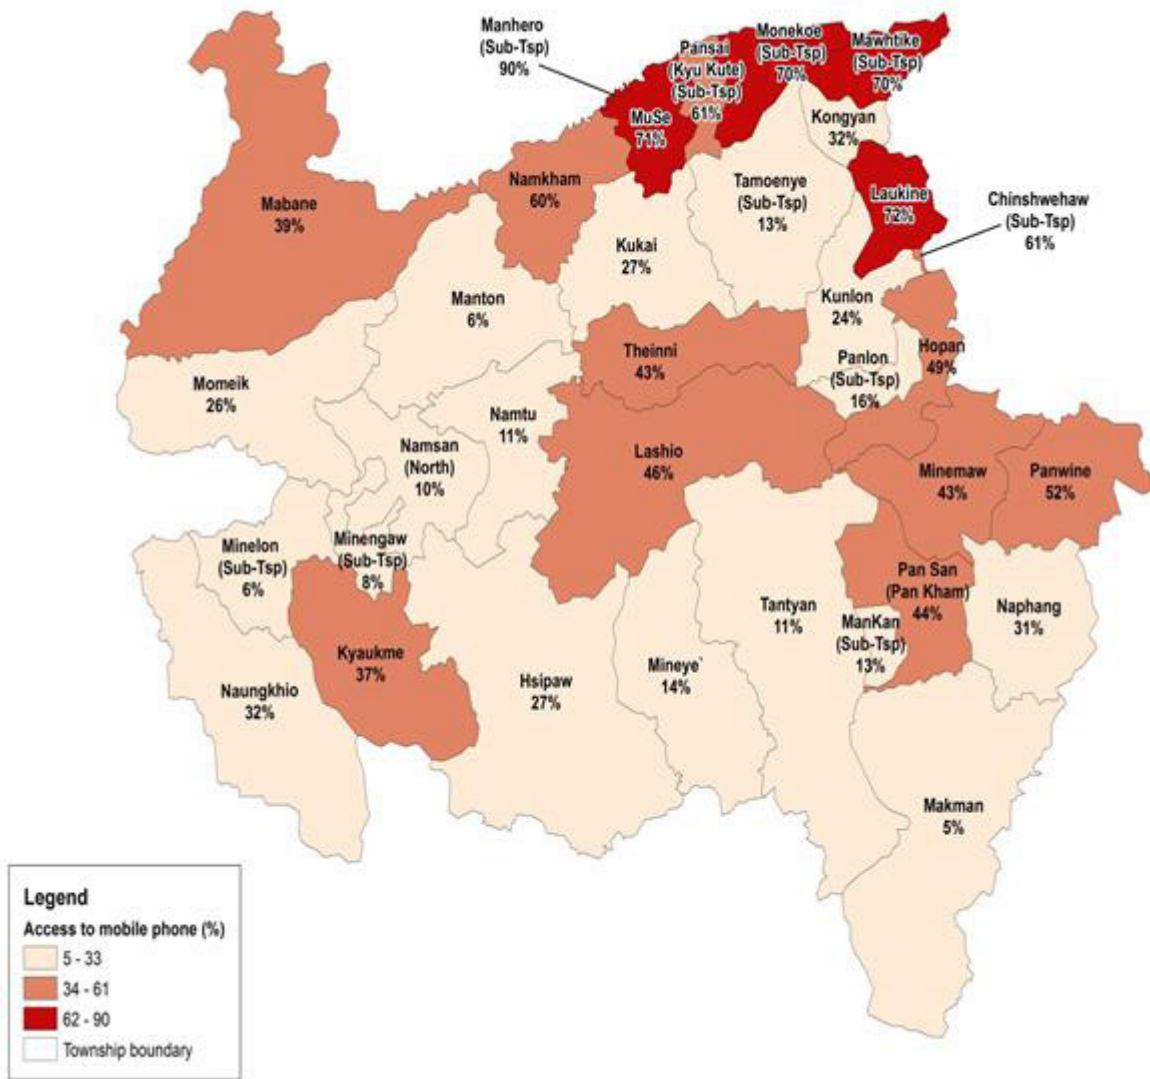 Manhero
(Sub-Tsp)
90%
Pansai
(Kyu Kute)
(Sub-Tsp)
61%
Monekoe
(Sub-Tsp)
70%
Mawhtike
(Sub-Tsp)
70%
MuSe
71%
Kongyan
32%
Mabane
39%
Namkham
60%
Tamoenye
(Sub-Tsp)
13%
Laukine
72%
Chinshwehaw
(Sub-Tsp)
61%
Kukai
27%
Manton
6%
Kunlon
24%
Theinni
43%
Hopan
49%
Panlon
(Sub-Tsp)
16%
Momeik
26%
Namtu
11%
Namsan
(North)
10%
Lashio
46%
Minemaw
43%
Panwine
52%
Minelon
(Sub-Tsp)
6%
Minengaw
(Sub-Tsp)
8%
Pan San
(Pan Kham)
44%
Tantyan
11%
Naphang
31%
ManKan
(Sub-Tsp)
13%
Kyaukme
37%
Naungkhio
32%
Hsipaw
27%
Mineye`
14%
Makman
5%
Legend
Access to mobile phone (%)
5 - 33
34 - 61
62 - 90
Township boundary